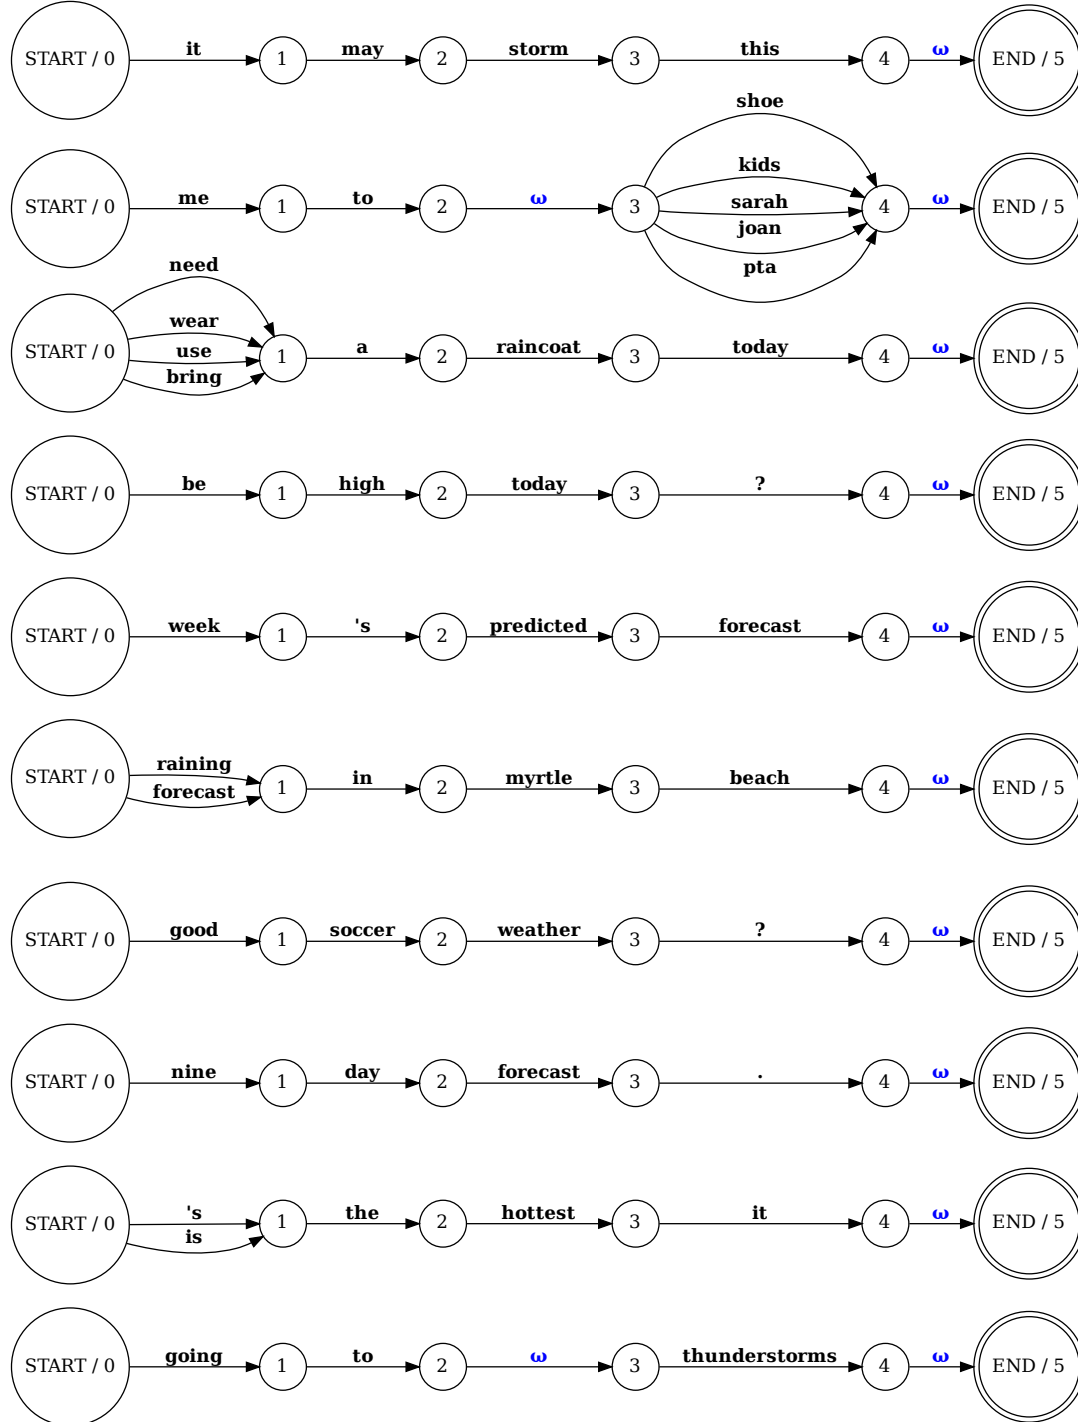 START / 0 it 1 may 2 storm 3 this 4 ω END / 5
shoe
kids
START / 0 me 1 to 2 ω 3 sarah 4 ω END / 5
joan
pta
need
wear
START / 0 use 1 a 2 raincoat 3 today 4 ω END / 5
bring
START / 0 be 1 high 2 today 3 ? 4 ω END / 5
START / 0 week 1 's 2 predicted 3 forecast 4 ω END / 5
raining
START / 0 forecast 1 in 2 myrtle 3 beach 4 ω END / 5
START / 0 good 1 soccer 2 weather 3 ? 4 ω END / 5
START / 0 nine 1 day 2 forecast 3 . 4 ω END / 5
START / 0 's 1 the 2 hottest 3 it 4 ω END / 5
is
START / 0 going 1 to 2 ω 3 thunderstorms 4 ω END / 5